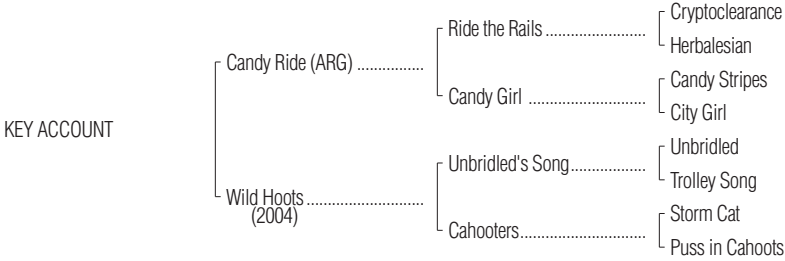 Cryptoclearance
Ride the Rails ........................
Herbalesian
Candy Ride (ARG) ................
Candy Stripes
Candy Girl ............................
City Girl
KEY ACCOUNT
Unbridled
Unbridled's Song..................
Trolley Song
Wild Hoots ............................
(2004)
Storm Cat
Cahooters..............................
Puss in Cahoots